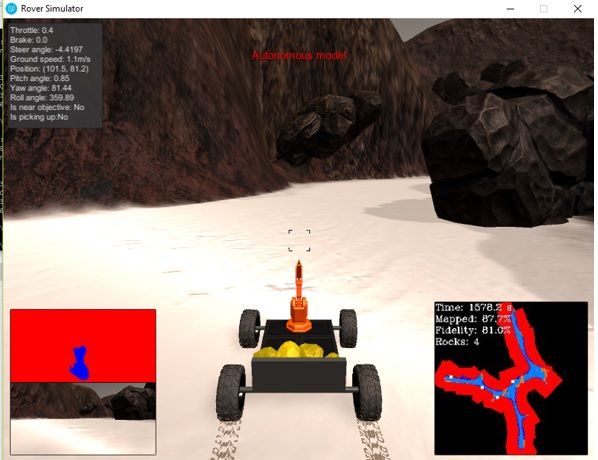 Rover Simulator
Throttle: 0.4
Brake: 0.0
Steer angle: -4.4197
Ground speed: 1.1m/s
Position: (101.5, 81.2)
Pitch angle: 0.85
Yaw angle: 81.44
Roll angle: 359.89
Is near objective: No
Is picking up:No
Autonomous model
Time: 1578.2 s
Mapped: 87.7%
Fidelity: 81.0%
Rocks: 4